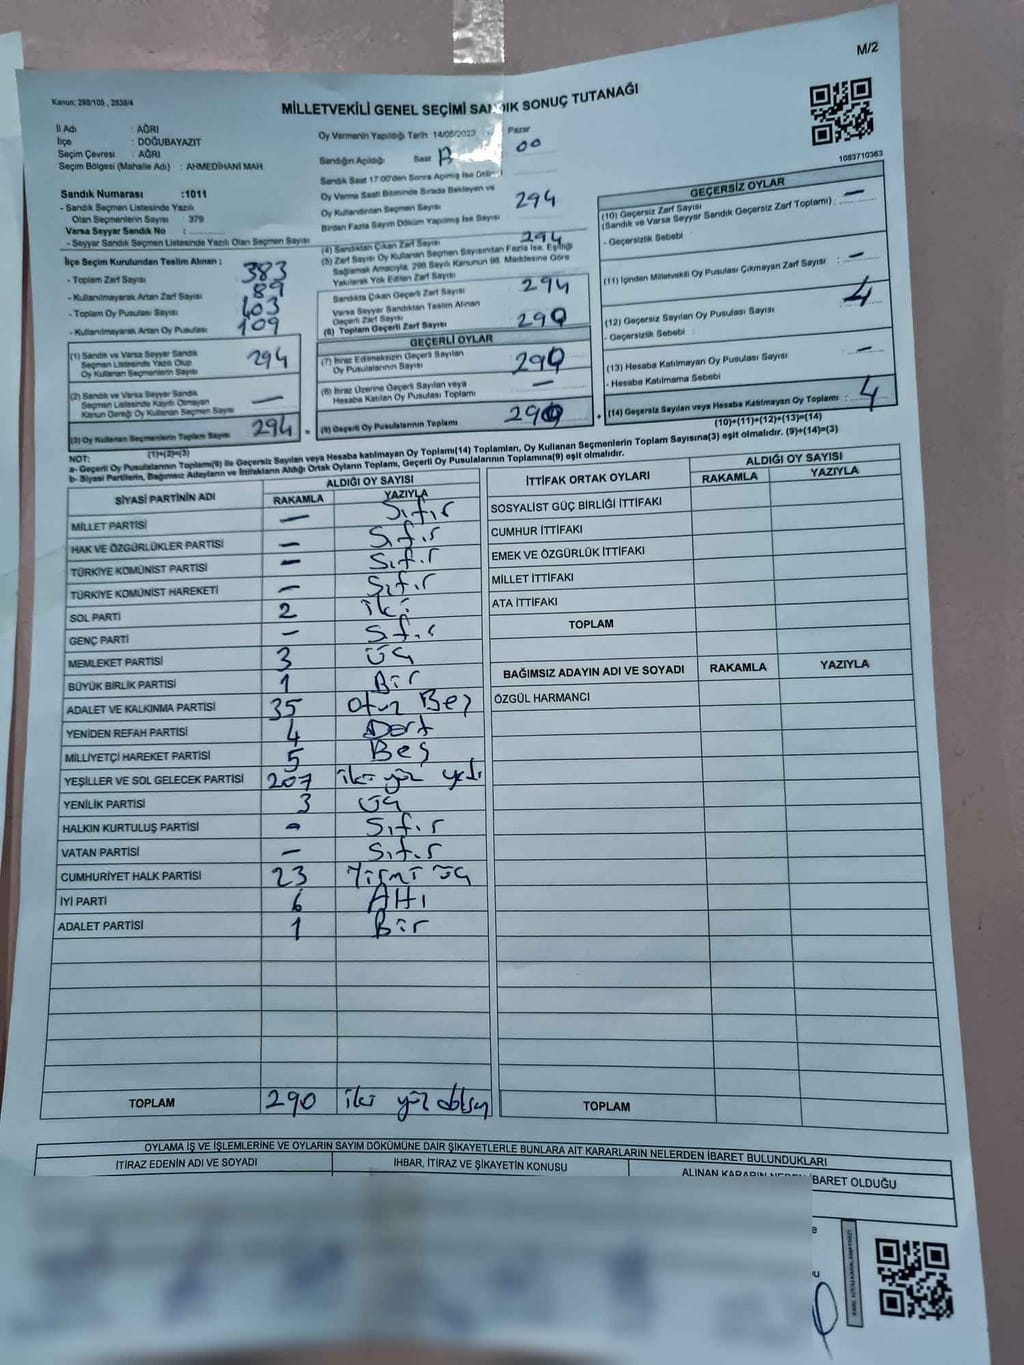 M/2
Kanun: 298/105 , 2839/4
MİLLETVEKİLİ GENEL SEÇİMİ SANDIK SONUÇ TUTANAĞI
İl Adı : AĞRI
İlçe : DOĞUBAYAZIT
Seçim Çevresi : AĞRI
Seçim Bölgesi (Mahalle Adı) : AHMEDİHANİ MAH.
Sandık Numarası :1011
- Sandık Seçmen Listesinde Yazılı
Olan Seçmenlerin Sayısı : 379
Varsa Seyyar Sandık No :
- Seyyar Sandık Seçmen Listesinde Yazılı Olan Seçmen Sayısı
İlçe Seçim Kurulundan Teslim Alınan ;
- Toplam Zarf Sayısı 383
- Kullanılmayarak Artan Zarf Sayısı 89
- Toplam Oy Pusulası Sayısı 403
- Kullanılmayarak Artan Oy Pusulası 109
(1) Sandık ve Varsa Seyyar Sandık
Seçmen Listesinde Yazılı Olup
Oy Kullanan Seçmenlerin Sayısı 294
(2) Sandık ve Varsa Seyyar Sandık
Seçmen Listesinde Kayıtlı Olmayan
Kanun Gereği Oy Kullanan Seçmen Sayısı —
(3) Oy Kullanan Seçmenlerin Toplam Sayısı 294
(1)+(2)=(3)
Oy Vermenin Yapıldığı Tarih 14/05/2023 Pazar
Sandığın Açıldığı Saat 00
Sandık Saat 17:00'den Sonra Açılmış İse
Oy Verme Saati Bitiminde Sırada Bekleyen ve
Oy Kullandırılan Seçmen Sayısı 294
Birden Fazla Sayım Döküm Yapılmış İse Sayısı
(4) Sandıktan Çıkan Zarf Sayısı 294
(5) Zarf Sayısı Oy Kullanan Seçmen Sayısından Fazla İse, Eşitliği
Sağlamak Amacıyla, 298 Sayılı Kanunun 98. Maddesine Göre
Yakılarak Yok Edilen Zarf Sayısı
Sandıkta Çıkan Geçerli Zarf Sayısı 294
Varsa Seyyar Sandıktan Teslim Alınan
Geçerli Zarf Sayısı
(6) Toplam Geçerli Zarf Sayısı 290
GEÇERLİ OYLAR
(7) İtiraz Edilmeksizin Geçerli Sayılan
Oy Pusulalarının Sayısı 290
(8) İtiraz Üzerine Geçerli Sayılan veya
Hesaba Katılan Oy Pusulası Toplamı —
(9) Geçerli Oy Pusulalarının Toplamı 290
GEÇERSİZ OYLAR
1083710363
(10) Geçersiz Zarf Sayısı
(Sandık ve Varsa Seyyar Sandık Geçersiz Zarf Toplamı) : —
- Geçersizlik Sebebi :
(11) İçinden Milletvekili Oy Pusulası Çıkmayan Zarf Sayısı : —
(12) Geçersiz Sayılan Oy Pusulası Sayısı : 4
- Geçersizlik Sebebi :
(13) Hesaba Katılmayan Oy Pusulası Sayısı —
- Hesaba Katılmama Sebebi
(14) Geçersiz Sayılan veya Hesaba Katılmayan Oy Toplamı : 4
(10)+(11)+(12)+(13)=(14)
NOT:
a- Geçerli Oy Pusulalarının Toplamı(9) ile Geçersiz Sayılan veya Hesaba katılmayan Oy Toplamı(14) Toplamları, Oy Kullanan Seçmenlerin Toplam Sayısına(3) eşit olmalıdır. (9)+(14)=(3)
b- Siyasi Partilerin, Bağımsız Adayların ve İttifakların Aldığı Ortak Oyların Toplamı, Geçerli Oy Pusulalarının Toplamına(9) eşit olmalıdır.
SİYASİ PARTİNİN ADI ALDIĞI OY SAYISI
RAKAMLA YAZIYLA
MİLLET PARTİSİ — Sıfır
HAK VE ÖZGÜRLÜKLER PARTİSİ — Sıfır
TÜRKİYE KOMÜNİST PARTİSİ — Sıfır
TÜRKİYE KOMÜNİST HAREKETİ — Sıfır
SOL PARTİ 2 iki
GENÇ PARTİ — Sıfır
MEMLEKET PARTİSİ 3 üç
BÜYÜK BİRLİK PARTİSİ 1 Bir
ADALET VE KALKINMA PARTİSİ 35 Otuz Beş
YENİDEN REFAH PARTİSİ 4 Dört
MİLLİYETÇİ HAREKET PARTİSİ 5 Beş
YEŞİLLER VE SOL GELECEK PARTİSİ 207 iki yüz yedi
YENİLİK PARTİSİ 3 üç
HALKIN KURTULUŞ PARTİSİ — Sıfır
VATAN PARTİSİ — Sıfır
CUMHURİYET HALK PARTİSİ 23 Yirmi üç
İYİ PARTİ 6 Altı
ADALET PARTİSİ 1 Bir
TOPLAM 290 iki yüz doksan
İTTİFAK ORTAK OYLARI ALDIĞI OY SAYISI
RAKAMLA YAZIYLA
SOSYALİST GÜÇ BİRLİĞİ İTTİFAKI
CUMHUR İTTİFAKI
EMEK VE ÖZGÜRLÜK İTTİFAKI
MİLLET İTTİFAKI
ATA İTTİFAKI
TOPLAM
BAĞIMSIZ ADAYIN ADI VE SOYADI RAKAMLA YAZIYLA
ÖZGÜL HARMANCI
TOPLAM
OYLAMA İŞ VE İŞLEMLERİNE VE OYLARIN SAYIM DÖKÜMÜNE DAİR ŞİKAYETLERLE BUNLARA AİT KARARLARIN NELERDEN İBARET BULUNDUKLARI
İTİRAZ EDENİN ADI VE SOYADI IHBAR, İTİRAZ VE ŞİKAYETİN KONUSU ALINAN KARARIN NEDEN İBARET OLDUĞU